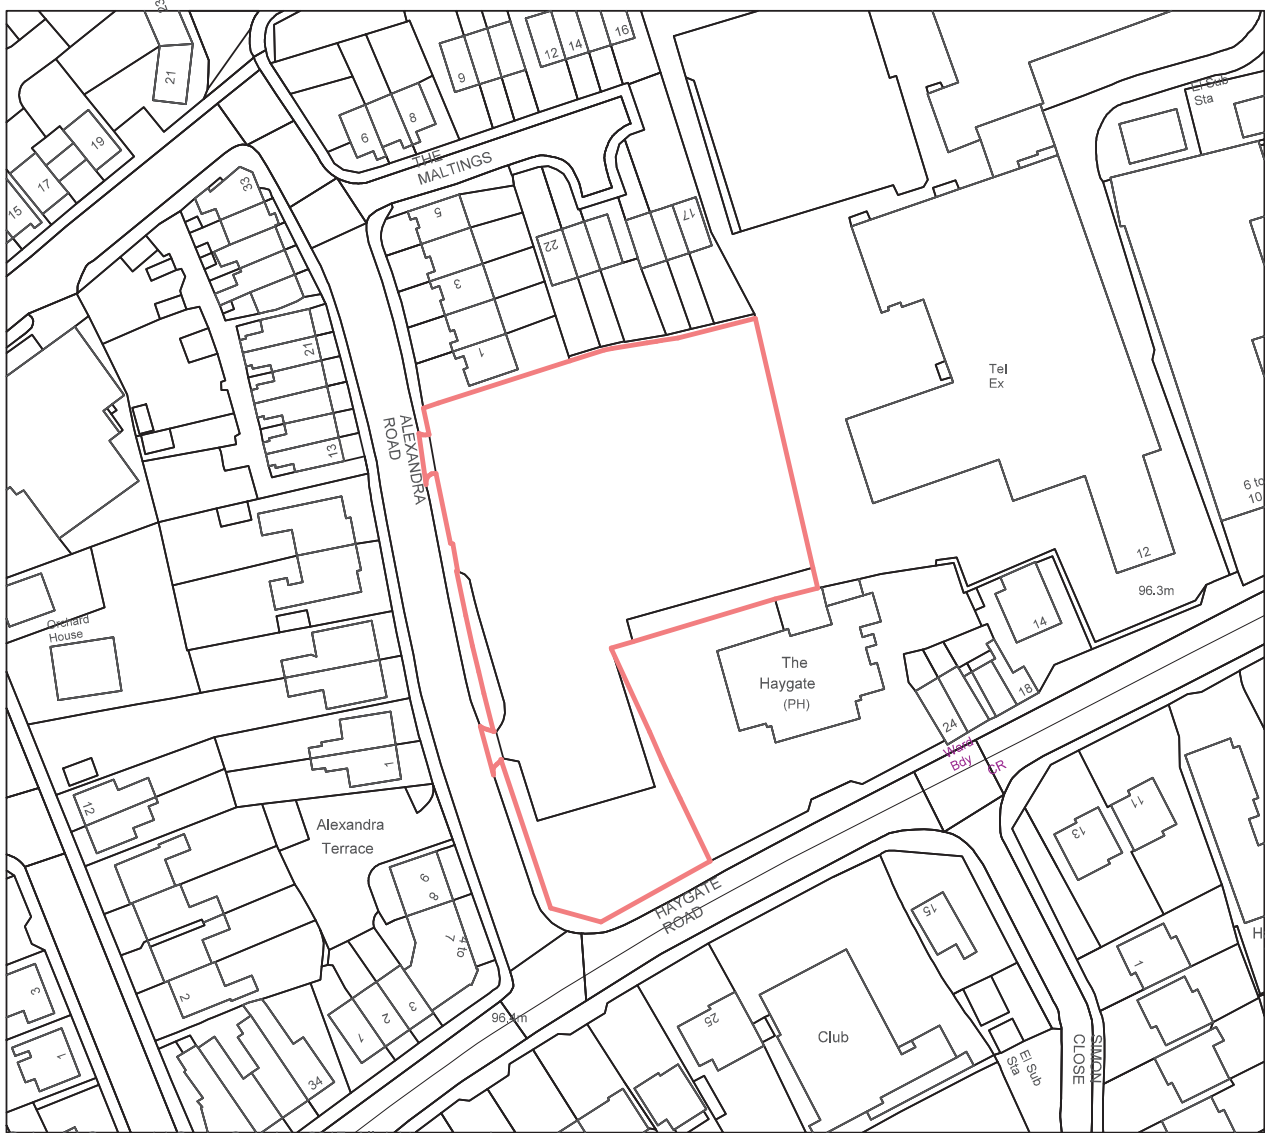 23
21
19
17
15
33
6
8
9
12
14
16
THE
MALTINGS
El Sub
Sta
5
3
1
22
17
21
13
ALEXANDRA
ROAD
Tel
Ex
6 to
10
12
96.3m
Orchard
House
14
The
Haygate
(PH)
18
24
Ward
Bdy
CR
1
12
Alexandra
Terrace
9
8
4 to
7
HAYGATE
ROAD
11
13
15
H
1
2
3
1
1
2
3
96.4m
25
Club
34
El Sub
Sta
SIMON
CLOSE